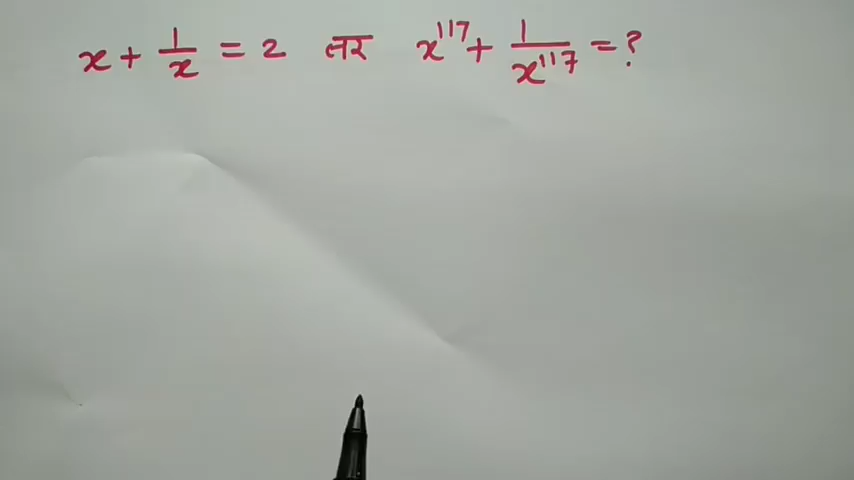 x + 1/x = 2 तर x¹¹⁷ + 1/x¹¹⁷ = ?